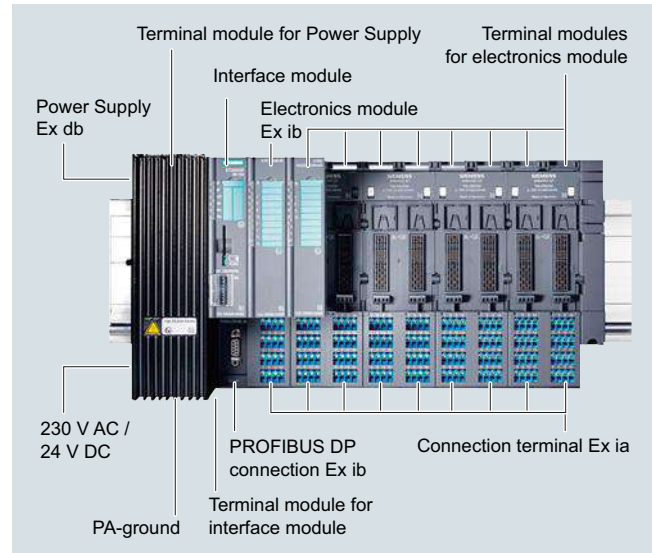 Terminal module for Power Supply
Terminal modules
for electronics module
Interface module
Power Supply
Ex db
Electronics module
Ex ib
SIEMENS
SIEMENS
SIEMENS
SIEMENS
230 V AC /
24 V DC
PROFIBUS DP
connection Ex ib
Connection terminal Ex ia
Terminal module for
interface module
PA-ground